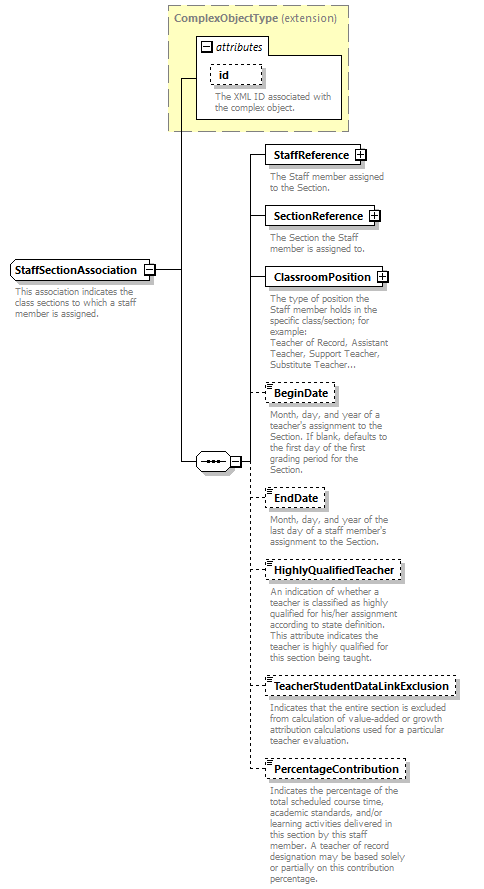 ComplexObjectType (extension)
attributes
id
The XML ID associated with
the complex object.
StaffReference
The Staff member assigned
to the Section.
SectionReference
The Section the Staff
member is assigned to.
StaffSectionAssociation
This association indicates the
class sections to which a staff
member is assigned.
ClassroomPosition
The type of position the
Staff member holds in the
specific class/section; for
example:
Teacher of Record, Assistant
Teacher, Support Teacher,
Substitute Teacher...
BeginDate
Month, day, and year of a
teacher's assignment to the
Section. If blank, defaults to
the first day of the first
grading period for the
Section.
EndDate
Month, day, and year of the
last day of a staff member's
assignment to the Section.
HighlyQualifiedTeacher
An indication of whether a
teacher is classified as highly
qualified for his/her assignment
according to state definition.
This attribute indicates the
teacher is highly qualified for
this section being taught.
TeacherStudentDataLinkExclusion
Indicates that the entire section is excluded
from calculation of value-added or growth
attribution calculations used for a particular
teacher evaluation.
PercentageContribution
Indicates the percentage of the
total scheduled course time,
academic standards, and/or
learning activities delivered in
this section by this staff
member. A teacher of record
designation may be based solely
or partially on this contribution
percentage.